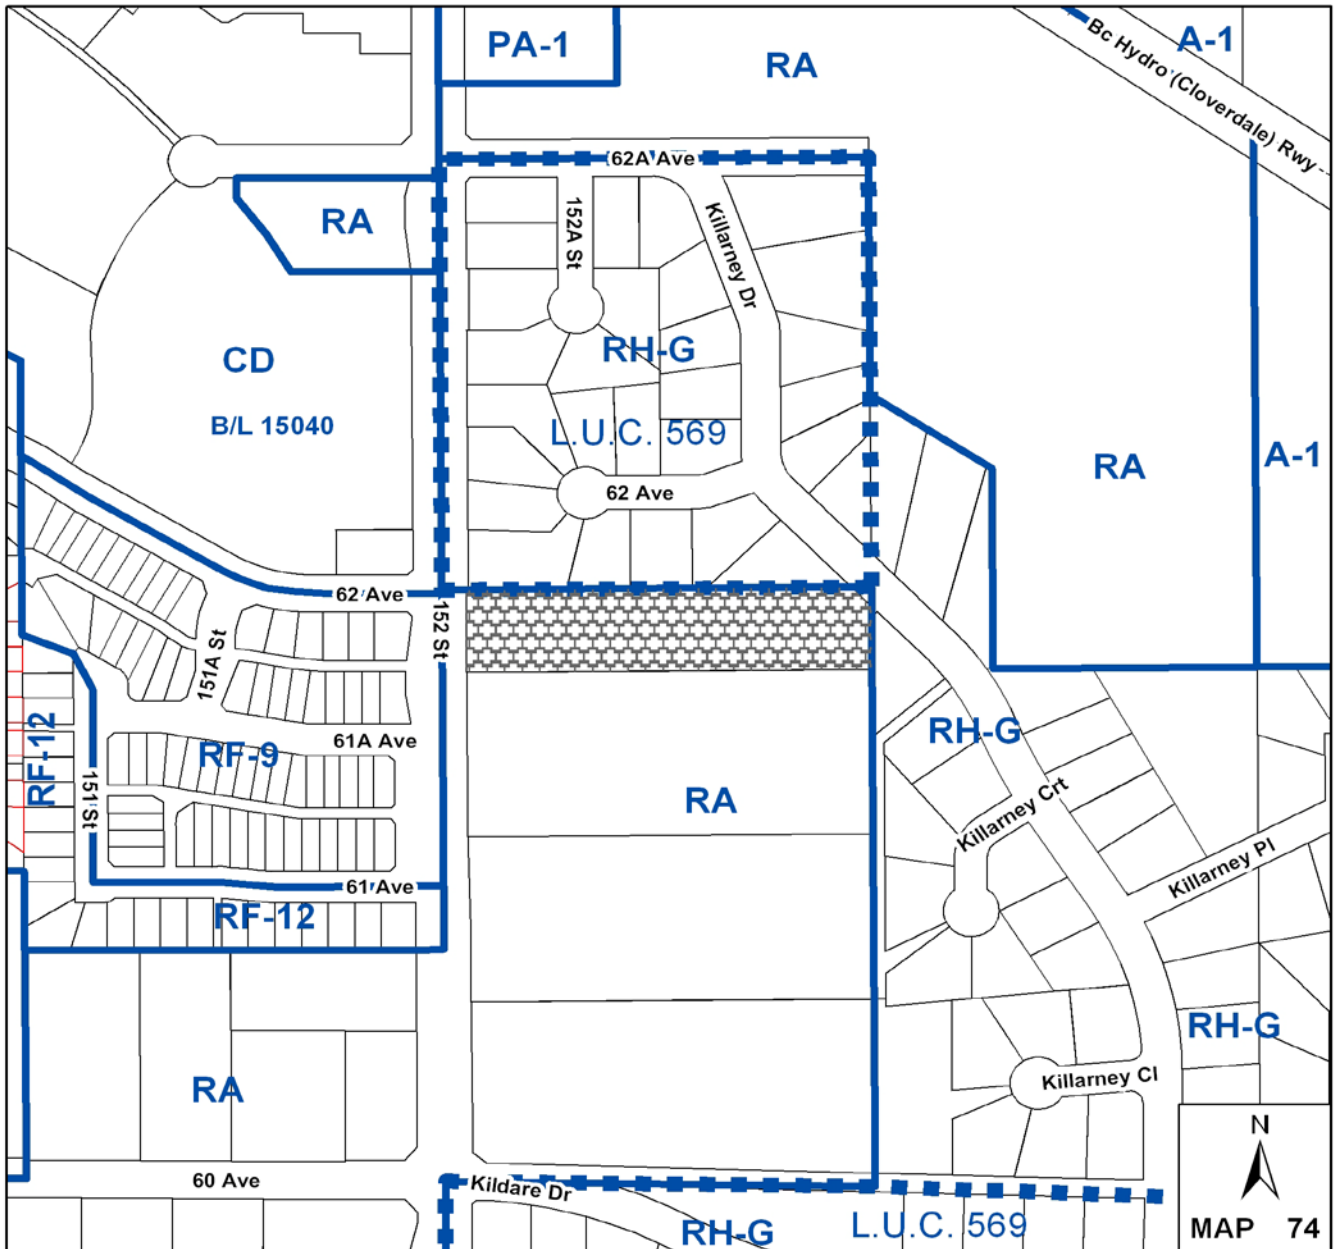 PA-1
RA
A-1
Bc Hydro (Cloverdale) Rwy
62A Ave
RA
152A St
Killarney Dr
CD
RH-G
B/L 15040
L.U.C. 569
RA
A-1
62 Ave
62 Ave
152 St
151A St
RF-12
RF-9
61A Ave
RH-G
151 St
RA
Killarney Crt
Killarney Pl
61 Ave
RF-12
RH-G
RA
Killarney Cl
60 Ave
Kildare Dr
RH-G
L.U.C. 569
N
MAP 74